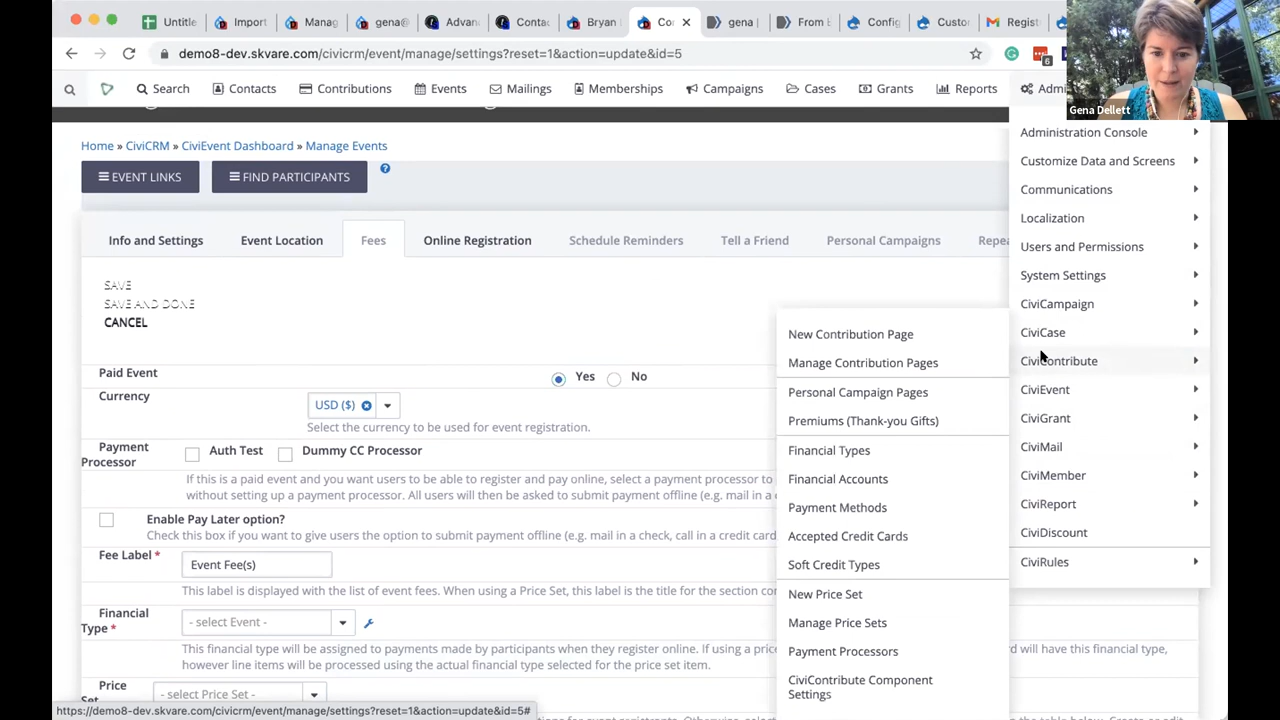 Untitle
Import
Manag
gena@
Advan
Contac
Bryan
Cor
gena |
From E
Config
Custo
Regist
demo8-dev.skvare.com/civicrm/event/manage/settings?reset=1&action=update&id=5
6
Search
Contacts
Contributions
Events
Mailings
Memberships
Campaigns
Cases
Grants
Reports
Admi
Gena Dellett
Home » CiviCRM » CiviEvent Dashboard » Manage Events
EVENT LINKS
FIND PARTICIPANTS
Info and Settings
Event Location
Fees
Online Registration
Schedule Reminders
Tell a Friend
Personal Campaigns
Repea
SAVE
SAVE AND DONE
CANCEL
Paid Event
Yes
No
Currency
USD ($)
Select the currency to be used for event registration.
Payment
Processor
Auth Test
Dummy CC Processor
If this is a paid event and you want users to be able to register and pay online, select a payment processor to
without setting up a payment processor. All users will then be asked to submit payment offline (e.g. mail in a c
Enable Pay Later option?
Check this box if you want to give users the option to submit payment offline (e.g. mail in a check, call in a credit card
Fee Label *
Event Fee(s)
This label is displayed with the list of event fees. When using a Price Set, this label is the title for the section con
Financial
Type *
- select Event -
This financial type will be assigned to payments made by participants when they register online. If using a price
rd will have this financial type,
however line items will be processed using the actual financial type selected for the price set item.
Price
Set
- select Price Set -
https://demo8-dev.skvare.com/civicrm/event/manage/settings?reset=1&action=update&id=5#
Administration Console
Customize Data and Screens
Communications
Localization
Users and Permissions
System Settings
CiviCampaign
CiviCase
CiviContribute
CiviEvent
CiviGrant
CiviMail
CiviMember
CiviReport
CiviDiscount
CiviRules
New Contribution Page
Manage Contribution Pages
Personal Campaign Pages
Premiums (Thank-you Gifts)
Financial Types
Financial Accounts
Payment Methods
Accepted Credit Cards
Soft Credit Types
New Price Set
Manage Price Sets
Payment Processors
CiviContribute Component
Settings